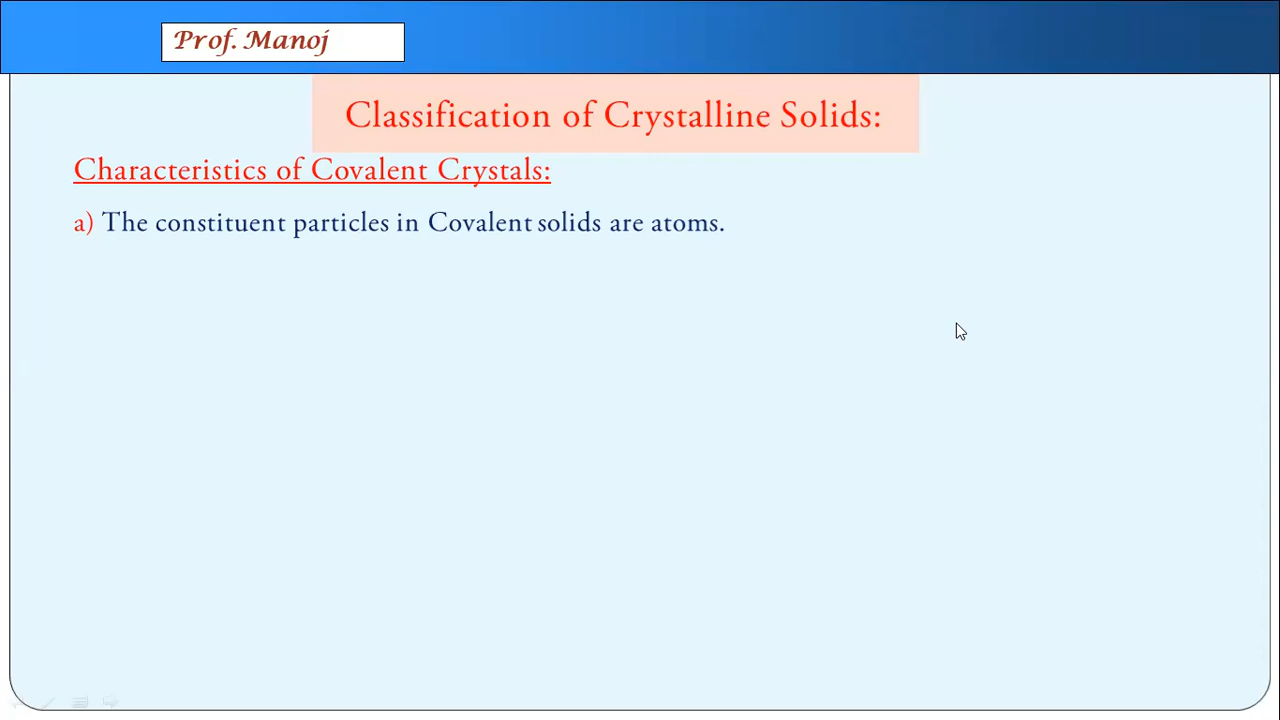 Prof. Manoj
Classification of Crystalline Solids:
Characteristics of Covalent Crystals:
a) The constituent particles in Covalent solids are atoms.